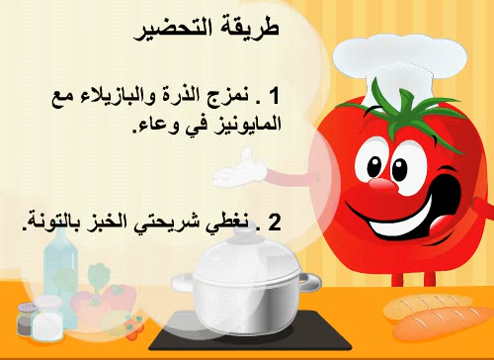 طريقة التحضير
1 . نمزج الذرة والبازيلاء مع
المايونيز في وعاء.
2 . نغطي شريحتي الخبز بالتونة.